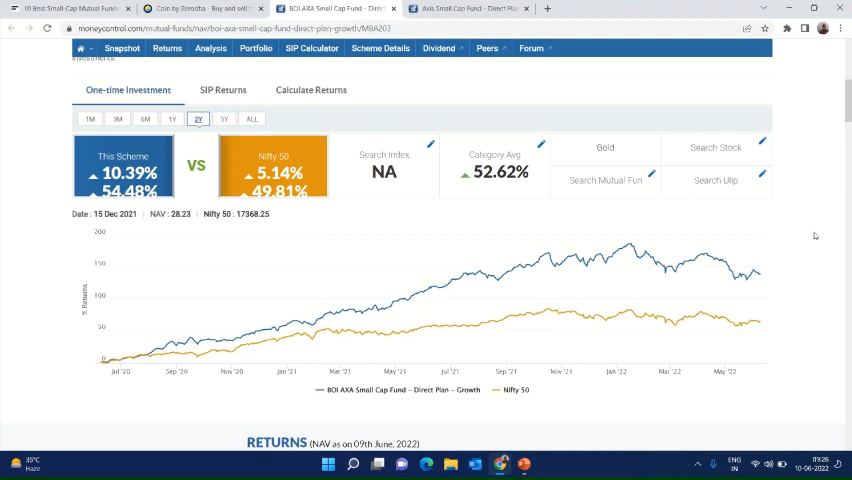 10 Best Small-Cap Mutual Fund
Coin by Zerodha - Buy and sell
BOI AXA Small Cap Fund - Direct
Axis Small Cap Fund - Direct Plan
moneycontrol.com/mutual-funds/nav/boi-axa-small-cap-fund-direct-plan-growth/MBA203
Snapshot Returns Analysis Portfolio SIP Calculator Scheme Details Dividend Peers Forum
investments.
One-time Investment SIP Returns Calculate Returns
1M 3M 6M 1Y 2Y 5Y ALL
This Scheme
10.39%
54.48%
VS
Nifty 50
5.14%
49.81%
Search Index
NA
Category Avg
52.62%
Gold
Search Stock
Search Mutual Fun
Search Ulip
Date : 15 Dec 2021 | NAV : 28.23 | Nifty 50 : 17368.25
% Returns
200
150
100
50
0
Jul '20 Sep '20 Nov '20 Jan '21 Mar '21 May '21 Jul '21 Sep '21 Nov '21 Jan '22 Mar '22 May '22
BOI AXA Small Cap Fund - Direct Plan - Growth Nifty 50
RETURNS (NAV as on 09th June, 2022)
35°C
Haze
ENG
IN
09:26
10-06-2022